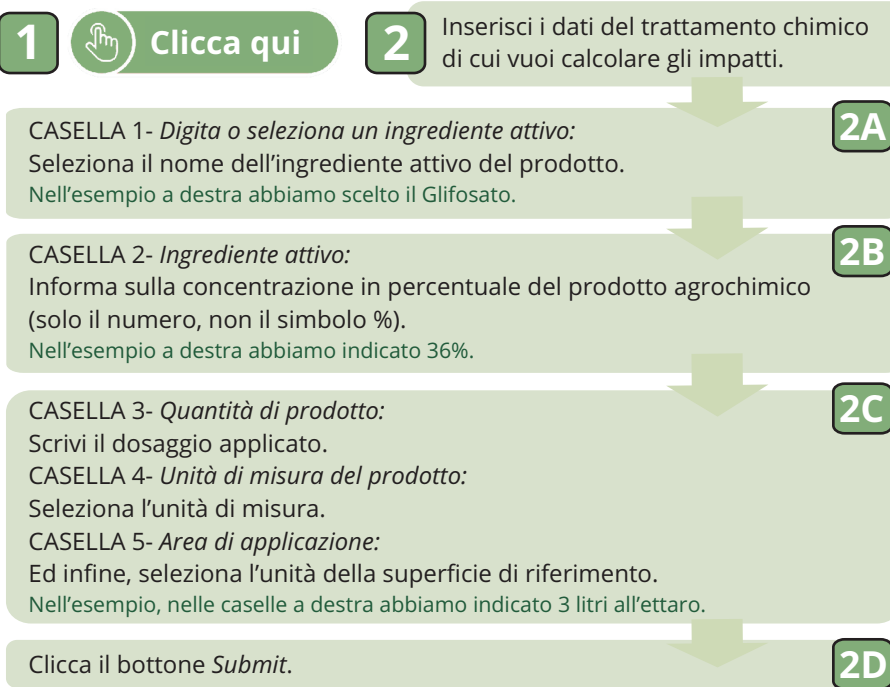 1
Clicca qui
2
Inserisci i dati del trattamento chimico
di cui vuoi calcolare gli impatti.
2A
CASELLA 1- Digita o seleziona un ingrediente attivo:
Seleziona il nome dell'ingrediente attivo del prodotto.
Nell'esempio a destra abbiamo scelto il Glifosato.
2B
CASELLA 2- Ingrediente attivo:
Informa sulla concentrazione in percentuale del prodotto agrochimico
(solo il numero, non il simbolo %).
Nell'esempio a destra abbiamo indicato 36%.
2C
CASELLA 3- Quantità di prodotto:
Scrivi il dosaggio applicato.
CASELLA 4- Unità di misura del prodotto:
Seleziona l'unità di misura.
CASELLA 5- Area di applicazione:
Ed infine, seleziona l'unità della superficie di riferimento.
Nell'esempio, nelle caselle a destra abbiamo indicato 3 litri all'ettaro.
2D
Clicca il bottone Submit.